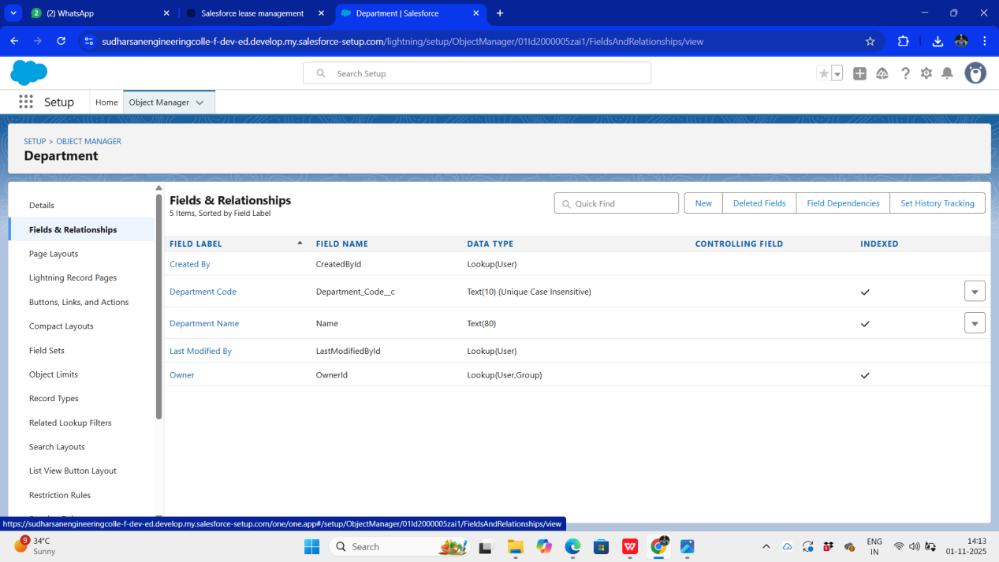 2
(2) WhatsApp
Salesforce lease management
Department | Salesforce
sudharsanengineeringcolle-f-dev-ed.develop.my.salesforce-setup.com/lightning/setup/ObjectManager/01Id2000005zai1/FieldsAndRelationships/view
Search Setup
Setup
Home
Object Manager
SETUP > OBJECT MANAGER
Department
Details
Fields & Relationships
Page Layouts
Lightning Record Pages
Buttons, Links, and Actions
Compact Layouts
Field Sets
Object Limits
Record Types
Related Lookup Filters
Search Layouts
List View Button Layout
Restriction Rules
Fields & Relationships
5 Items, Sorted by Field Label
Quick Find
New
Deleted Fields
Field Dependencies
Set History Tracking
FIELD LABEL FIELD NAME DATA TYPE CONTROLLING FIELD INDEXED
Created By CreatedById Lookup(User)
Department Code Department_Code__c Text(10) (Unique Case Insensitive)
Department Name Name Text(80)
Last Modified By LastModifiedById Lookup(User)
Owner OwnerId Lookup(User,Group)
https://sudharsanengineeringcolle-f-dev-ed.develop.my.salesforce-setup.com/one/one.app#/setup/ObjectManager/01Id2000005zai1/FieldsAndRelationships/view
9
34°C
Sunny
Search
ENG
IN
14:13
01-11-2025